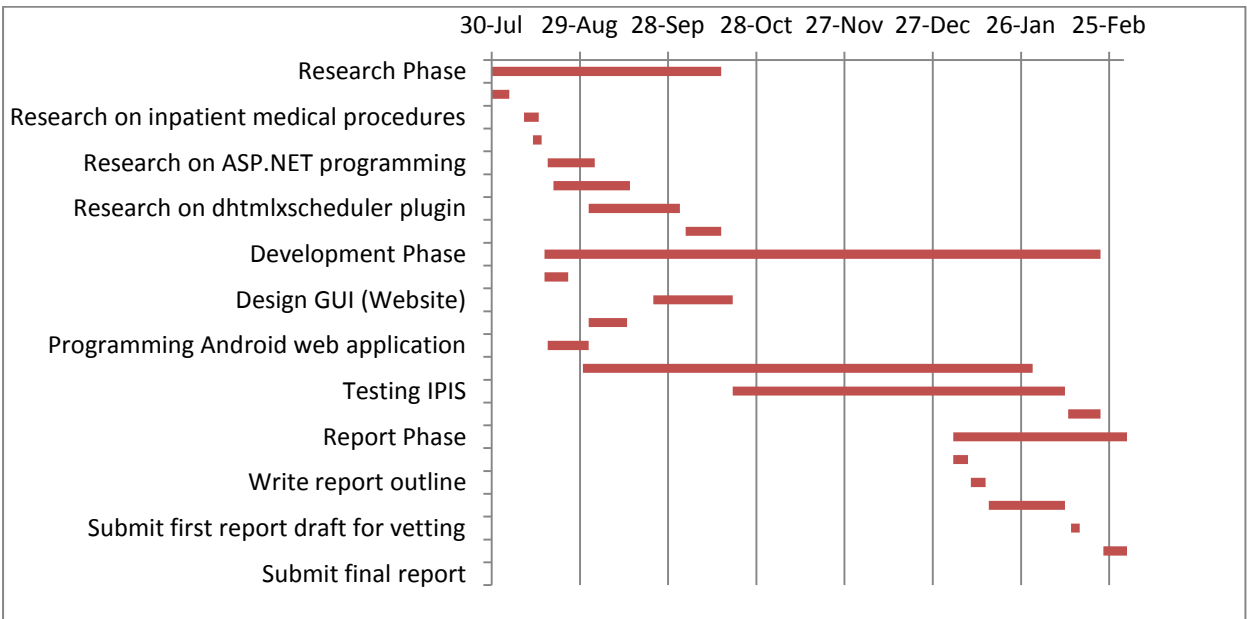 30-Jul 29-Aug 28-Sep 28-Oct 27-Nov 27-Dec 26-Jan 25-Feb
Research Phase
Research on inpatient medical procedures
Research on ASP.NET programming
Research on dhtmlxscheduler plugin
Development Phase
Design GUI (Website)
Programming Android web application
Testing IPIS
Report Phase
Write report outline
Submit first report draft for vetting
Submit final report